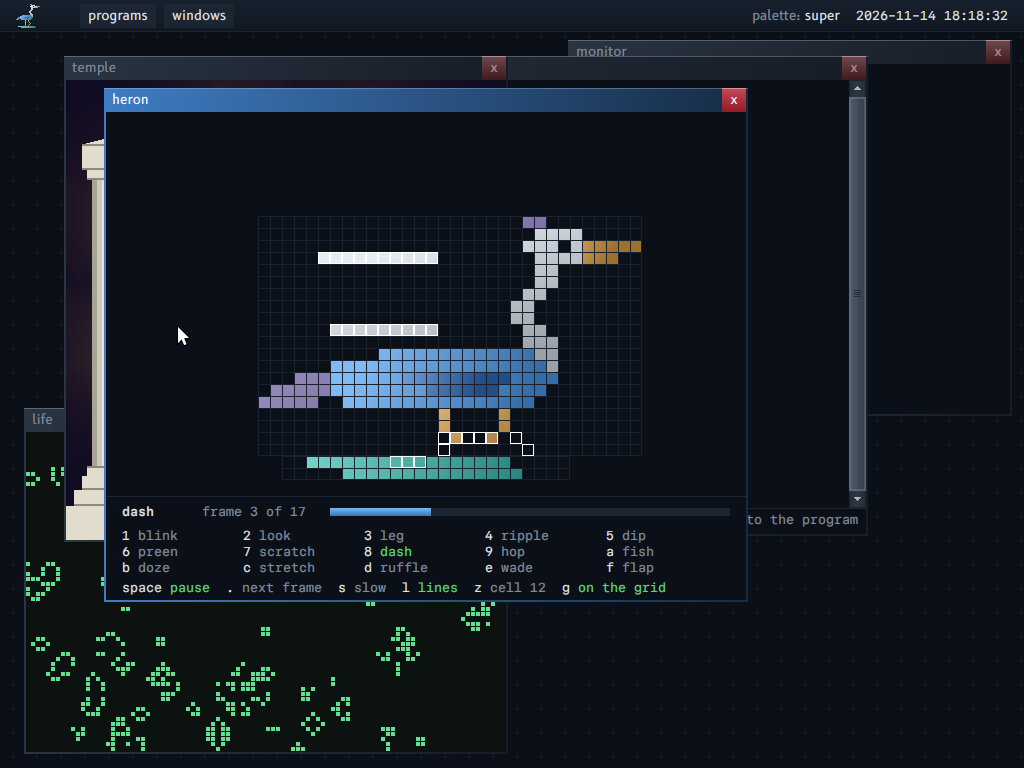 programs windows palette: super 2026-11-14 18:18:32
monitor
temple x x x
heron x
life
dash frame 3 of 17
to the program
1 blink 2 look 3 leg 4 ripple 5 dip
6 preen 7 scratch 8 dash 9 hop a fish
b doze c stretch d ruffle e wade f flap
space pause . next frame s slow l lines z cell 12 g on the grid